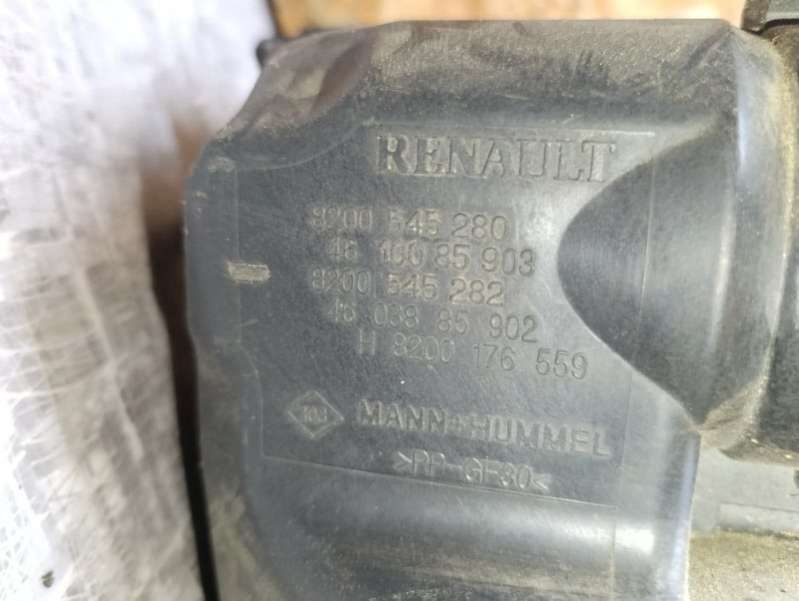 RENAULT
8200 545 280
46 100 85 903
8200 545 282
46 038 85 902
H 8200 176 559
MANN+HUMMEL
>PP-GF30<